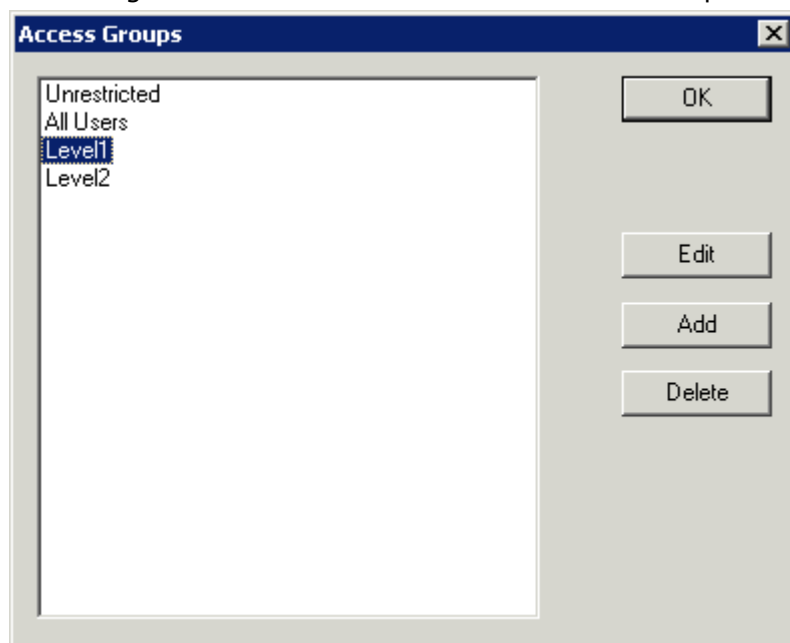 Access Groups
Unrestricted
All Users
Level1
Level2
OK
Edit
Add
Delete